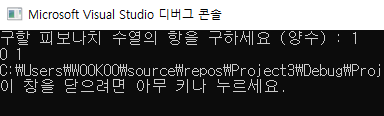 Microsoft Visual Studio 디버그 콘솔
구할 피보나치 수열의 항을 구하세요 (양수) : 1
0 1
C:₩Users₩WOOKOO₩source₩repos₩Project3₩Debug₩Proj
이 창을 닫으려면 아무 키나 누르세요.